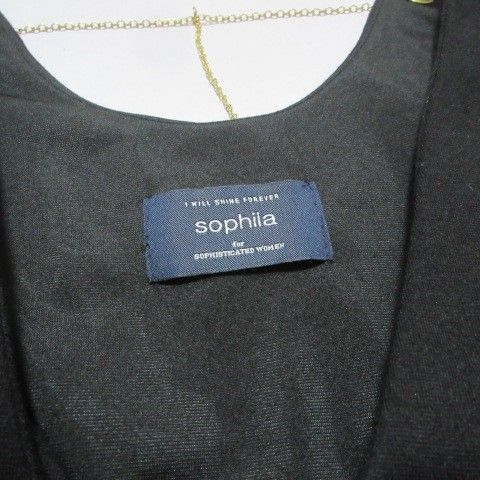 I WILL SHINE FOREVER
sophila
for
SOPHISTICATED WOMEN